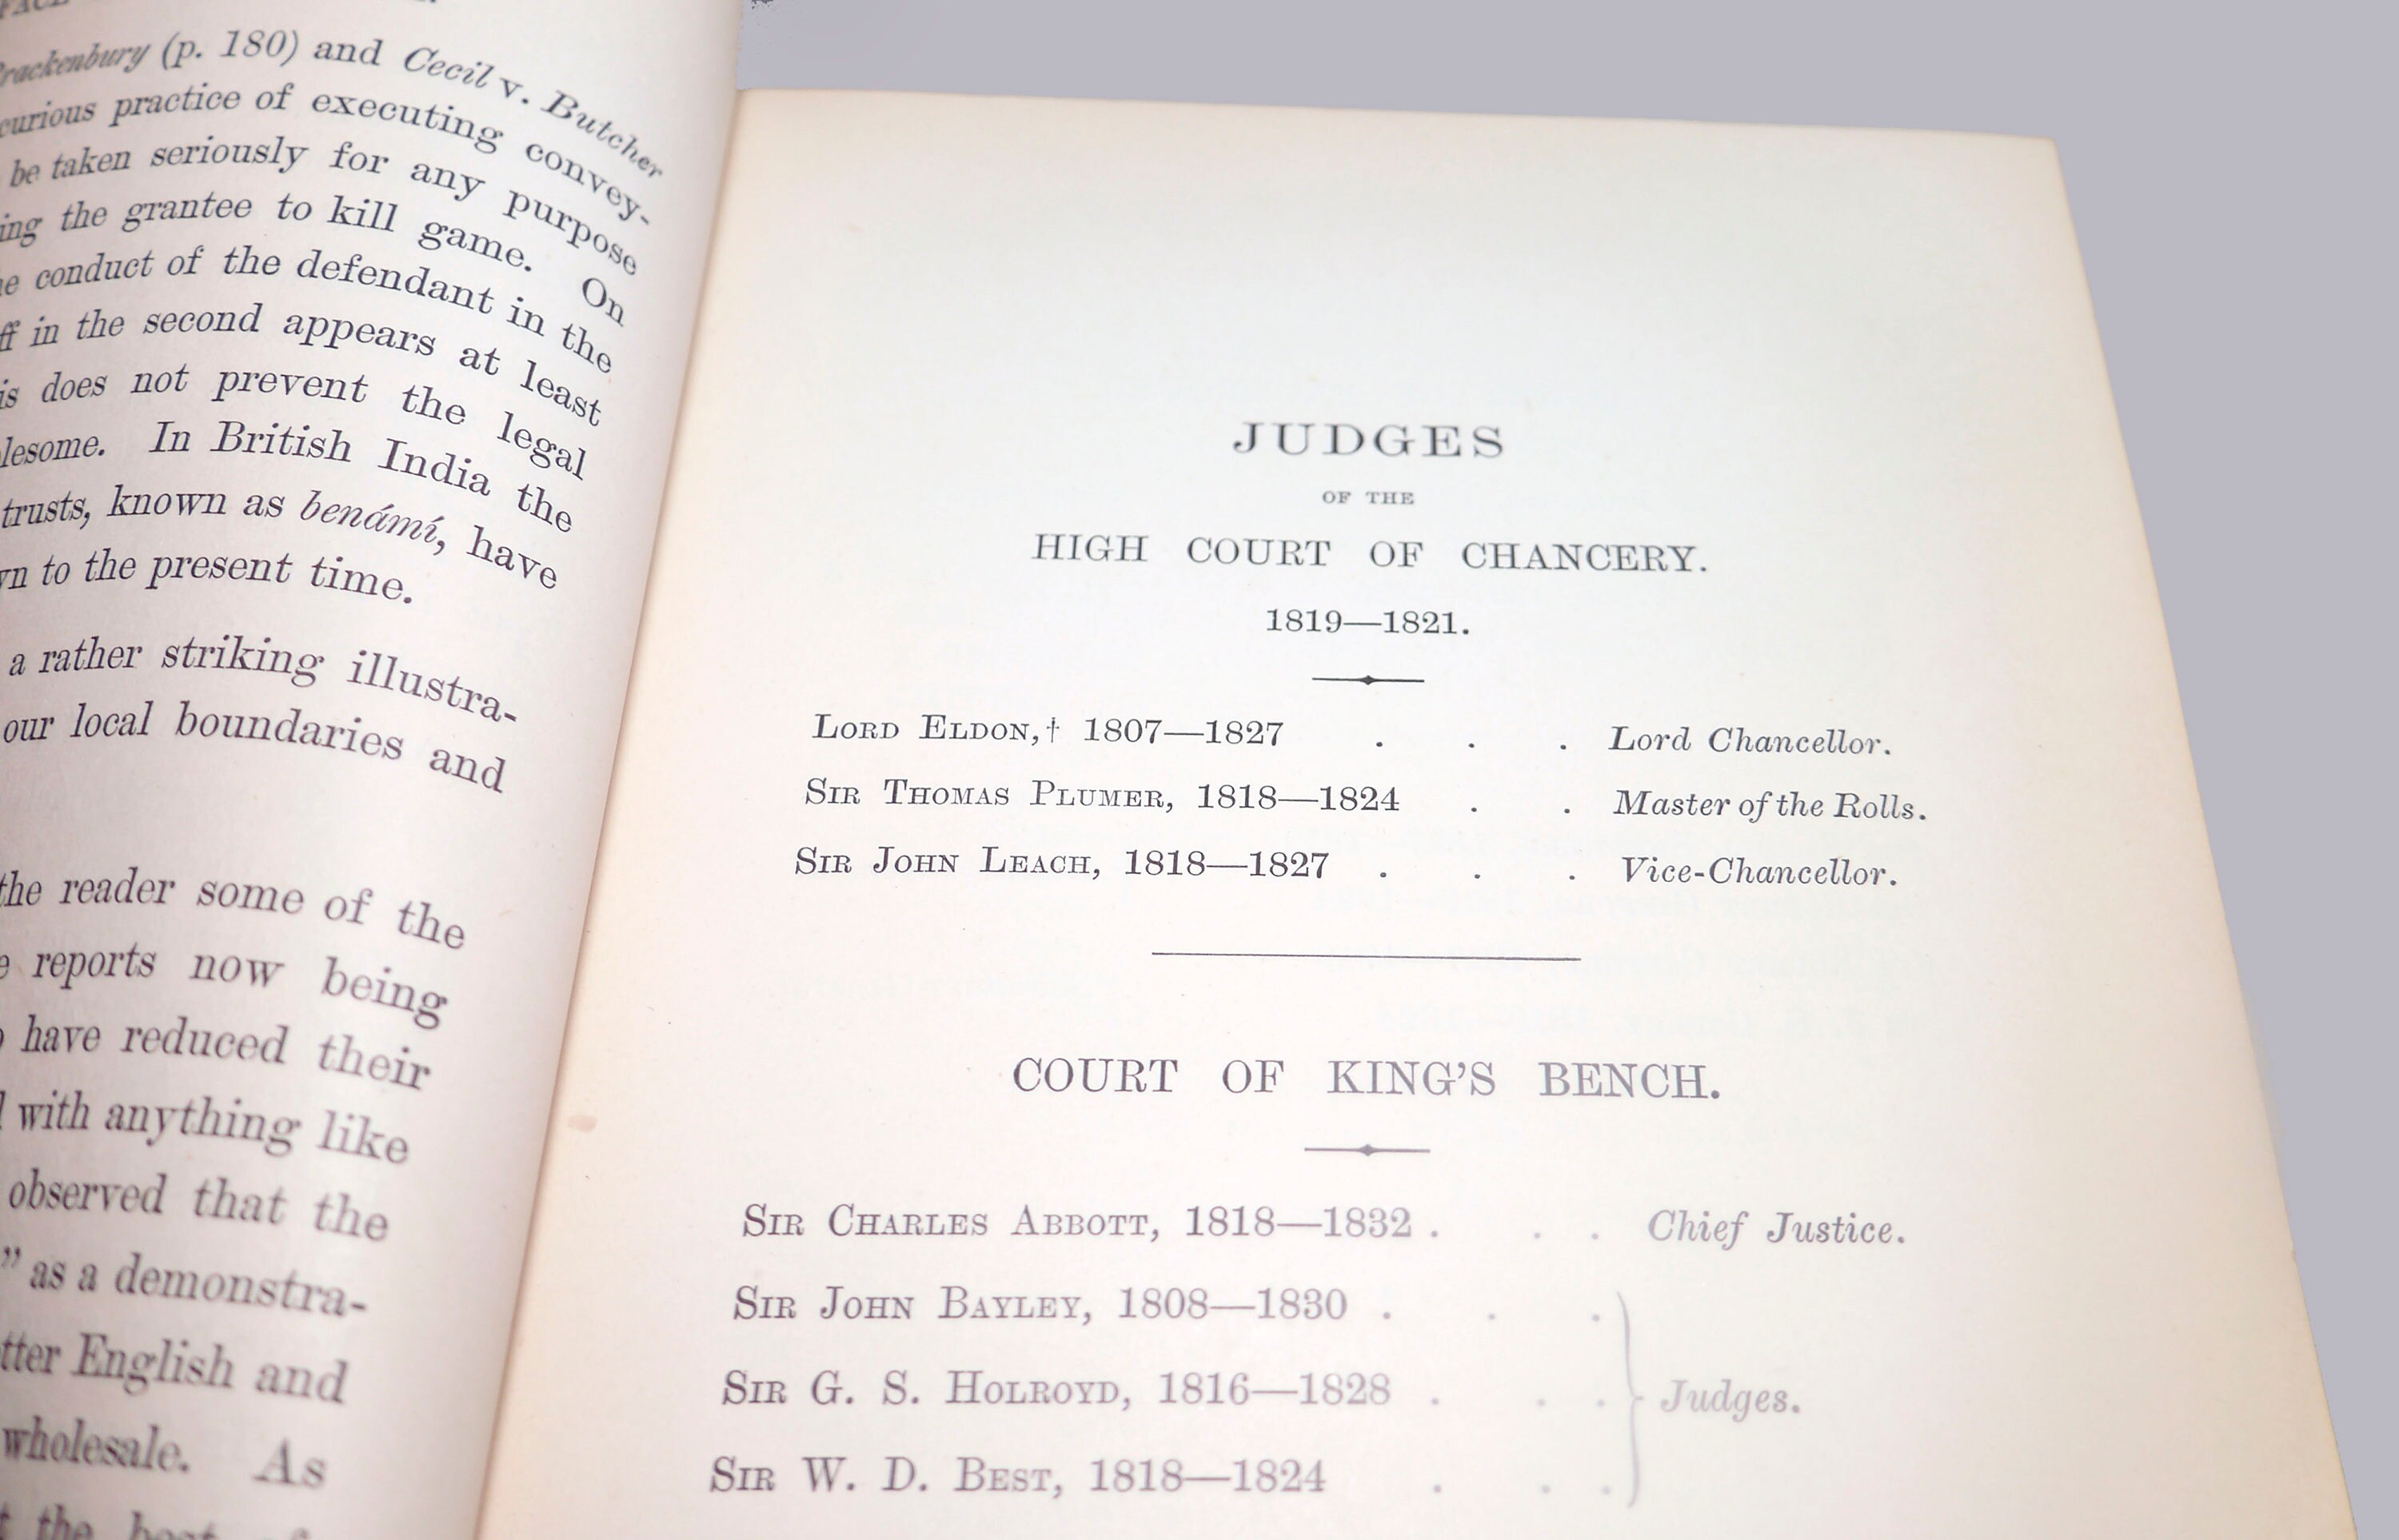 Brackenbury (p. 180) and Cecil v. Butcher
curious practice of executing convey-
be taken seriously for any purpose
ing the grantee to kill game. On
conduct of the defendant in the
ff in the second appears at least
is does not prevent the legal
lesome. In British India the
trusts, known as benámí, have
wn to the present time.
a rather striking illustra-
our local boundaries and
the reader some of the
reports now being
have reduced their
with anything like
observed that the
” as a demonstra-
tter English and
wholesale. As
the best of
JUDGES
OF THE
HIGH COURT OF CHANCERY.
1819—1821.
LORD ELDON,† 1807—1827 . . . Lord Chancellor.
SIR THOMAS PLUMER, 1818—1824 . . Master of the Rolls.
SIR JOHN LEACH, 1818—1827 . . . Vice-Chancellor.
COURT OF KING'S BENCH.
SIR CHARLES ABBOTT, 1818—1832 . . . Chief Justice.
SIR JOHN BAYLEY, 1808—1830 . . .
SIR G. S. HOLROYD, 1816—1828 . . . Judges.
SIR W. D. BEST, 1818—1824 . . .